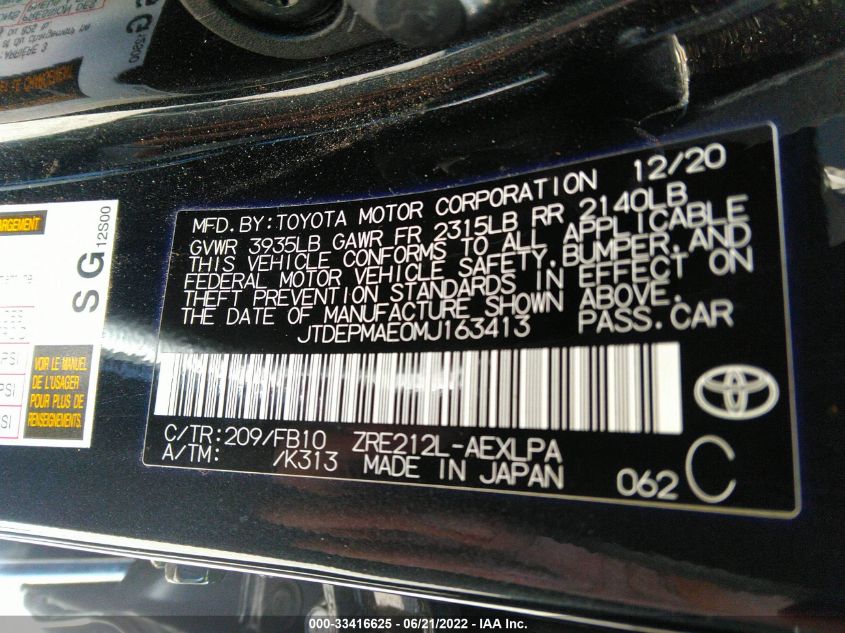 MFD. BY: TOYOTA MOTOR CORPORATION 12/20
GVWR 3935LB GAWR FR 2315LB RR 2140LB
THIS VEHICLE CONFORMS TO ALL APPLICABLE
FEDERAL MOTOR VEHICLE SAFETY, BUMPER, AND
THEFT PREVENTION STANDARDS IN EFFECT ON
THE DATE OF MANUFACTURE SHOWN ABOVE.
JTDEPMAE0MJ163413 PASS. CAR
C/TR: 209/FB10 ZRE212L-AEXLPA
A/TM: /K313 MADE IN JAPAN
062 C
SG 12S00
VOIR LE MANUEL
DE L'USAGER
POUR PLUS DE
RENSEIGNEMENTS
PSI
PSI
000-33416625 / 06/21/2022 - IAA Inc.